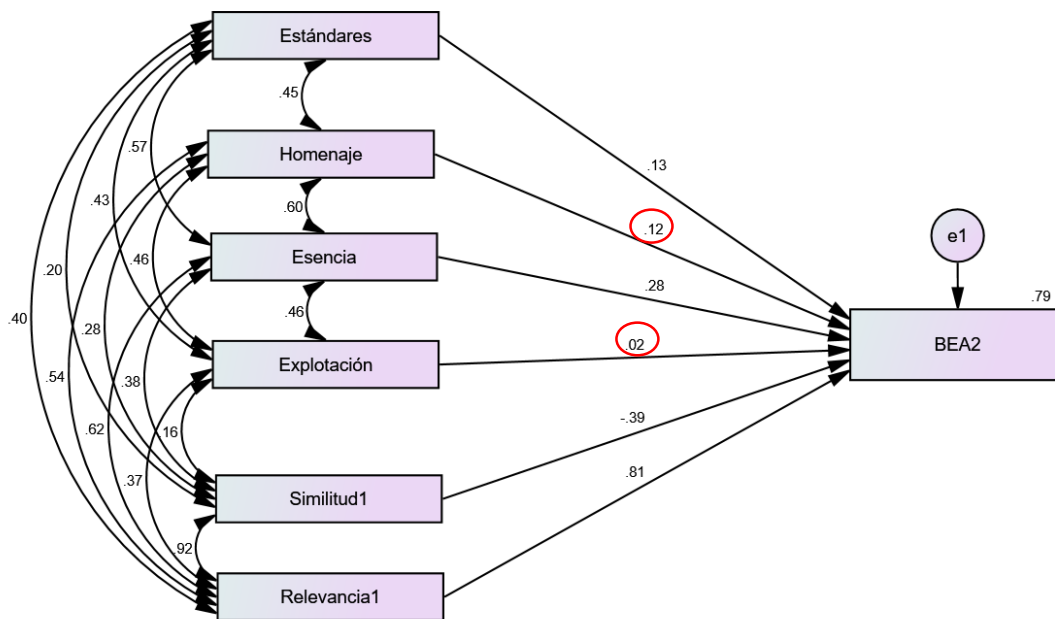 Estándares
.45
.57
Homenaje
.13
.43
.60
.12
e1
.46
Esencia
.20
.28
.79
.46
.40
.28
BEA2
.02
Explotación
.54
.38
.62
.16
-.39
.37
.81
Similitud1
.92
Relevancia1